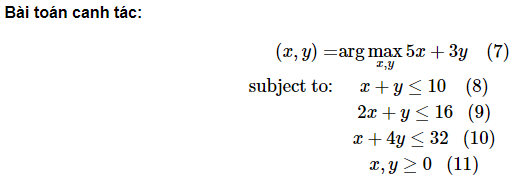 Bài toán canh tác:
(x, y) = arg max 5x + 3y (7)
x,y
subject to: x + y ≤ 10 (8)
2x + y ≤ 16 (9)
x + 4y ≤ 32 (10)
x, y ≥ 0 (11)